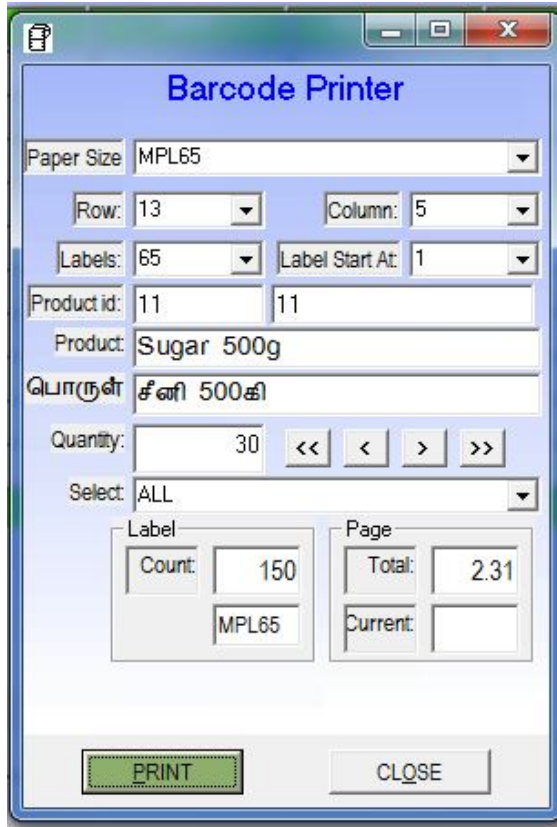 Barcode Printer
Paper Size MPL65
Row: 13 Column: 5
Labels: 65 Label Start At: 1
Product id: 11 11
Product: Sugar 500g
பொருள் சீனி 500கி
Quantity: 30 << < > >>
Select: ALL
Label Page
Count: 150 Total: 2.31
MPL65 Current:
PRINT CLOSE